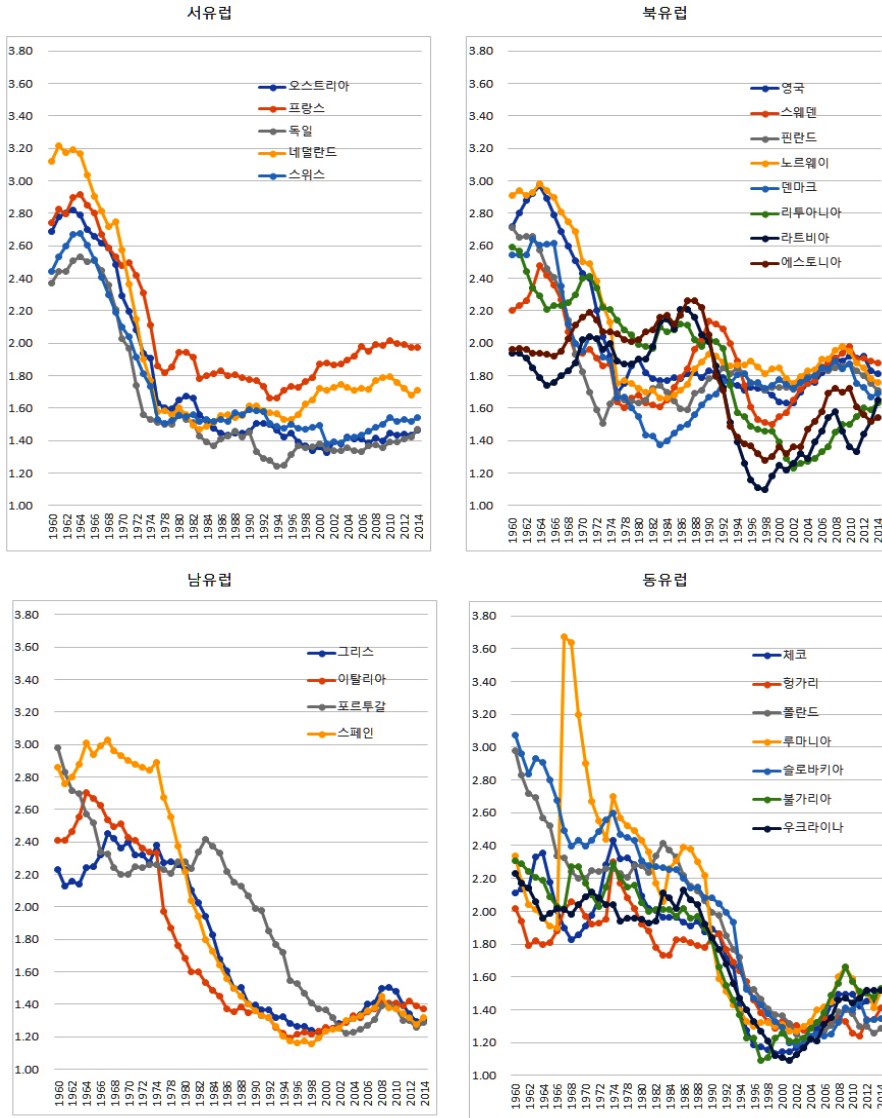 서유럽
3.80
3.60
3.40
3.20
3.00
2.80
2.60
2.40
2.20
2.00
1.80
1.60
1.40
1.20
1.00
오스트리아
프랑스
독일
네덜란드
스위스
1960 1962 1964 1966 1968 1970 1972 1974 1976 1978 1980 1982 1984 1986 1988 1990 1992 1994 1996 1998 2000 2002 2004 2006 2008 2010 2012 2014
북유럽
3.80
3.60
3.40
3.20
3.00
2.80
2.60
2.40
2.20
2.00
1.80
1.60
1.40
1.20
1.00
영국
스웨덴
핀란드
노르웨이
덴마크
리투아니아
라트비아
에스토니아
1960 1962 1964 1966 1968 1970 1972 1974 1976 1978 1980 1982 1984 1986 1988 1990 1992 1994 1996 1998 2000 2002 2004 2006 2008 2010 2012 2014
남유럽
3.80
3.60
3.40
3.20
3.00
2.80
2.60
2.40
2.20
2.00
1.80
1.60
1.40
1.20
1.00
그리스
이탈리아
포르투갈
스페인
1960 1962 1964 1966 1968 1970 1972 1974 1976 1978 1980 1982 1984 1986 1988 1990 1992 1994 1996 1998 2000 2002 2004 2006 2008 2010 2012 2014
동유럽
3.80
3.60
3.40
3.20
3.00
2.80
2.60
2.40
2.20
2.00
1.80
1.60
1.40
1.20
1.00
체코
헝가리
폴란드
루마니아
슬로바키아
불가리아
우크라이나
1960 1962 1964 1966 1968 1970 1972 1974 1976 1978 1980 1982 1984 1986 1988 1990 1992 1994 1996 1998 2000 2002 2004 2006 2008 2010 2012 2014